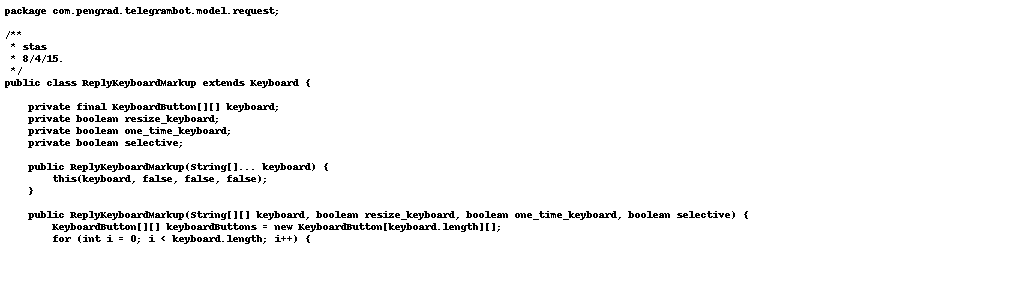 package com.pengrad.telegrambot.model.request;

/**
 * stas
 * 8/4/15.
 */
public class ReplyKeyboardMarkup extends Keyboard {

    private final KeyboardButton[][] keyboard;
    private boolean resize_keyboard;
    private boolean one_time_keyboard;
    private boolean selective;

    public ReplyKeyboardMarkup(String[]... keyboard) {
        this(keyboard, false, false, false);
    }

    public ReplyKeyboardMarkup(String[][] keyboard, boolean resize_keyboard, boolean one_time_keyboard, boolean selective) {
        KeyboardButton[][] keyboardButtons = new KeyboardButton[keyboard.length][];
        for (int i = 0; i < keyboard.length; i++) {